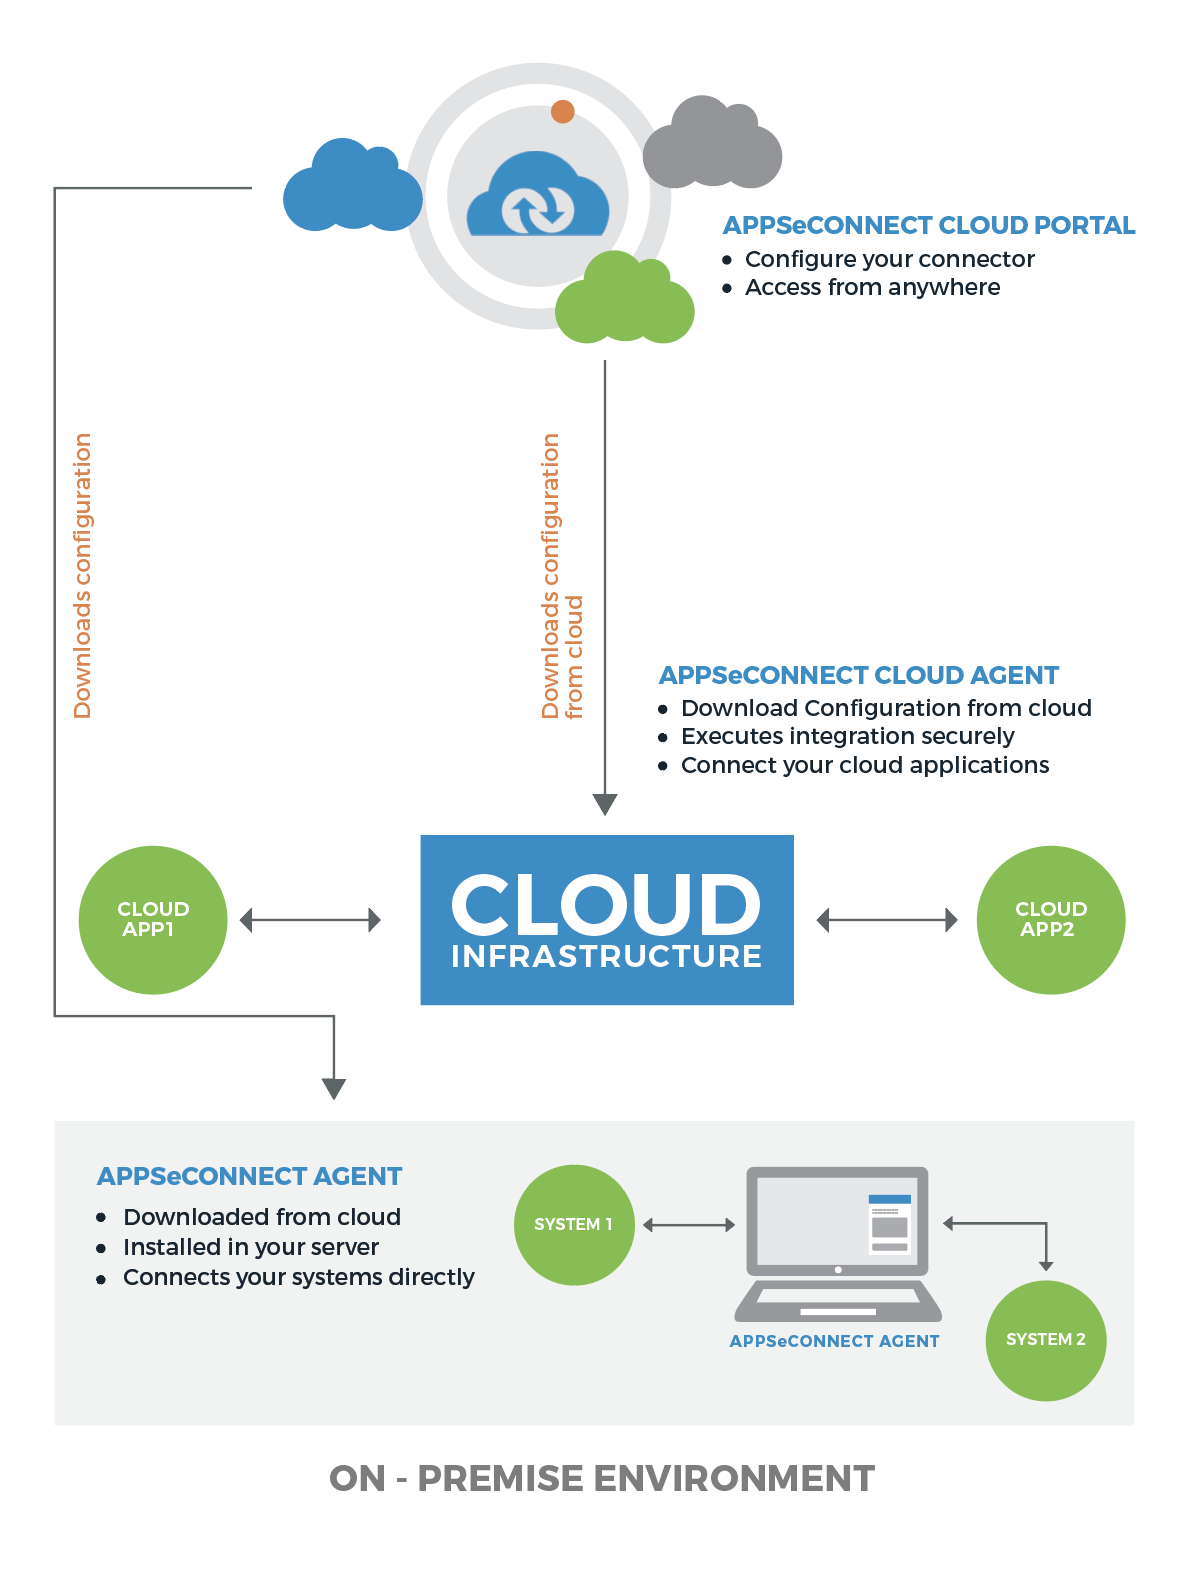 APPSeCONNECT CLOUD PORTAL
• Configure your connector
• Access from anywhere
Downloads configuration
Downloads configuration
from cloud
APPSeCONNECT CLOUD AGENT
• Download Configuration from cloud
• Executes integration securely
• Connect your cloud applications
CLOUD
APP1
CLOUD
INFRASTRUCTURE
CLOUD
APP2
APPSeCONNECT AGENT
• Downloaded from cloud
• Installed in your server
• Connects your systems directly
SYSTEM 1
APPSeCONNECT AGENT
SYSTEM 2
ON - PREMISE ENVIRONMENT